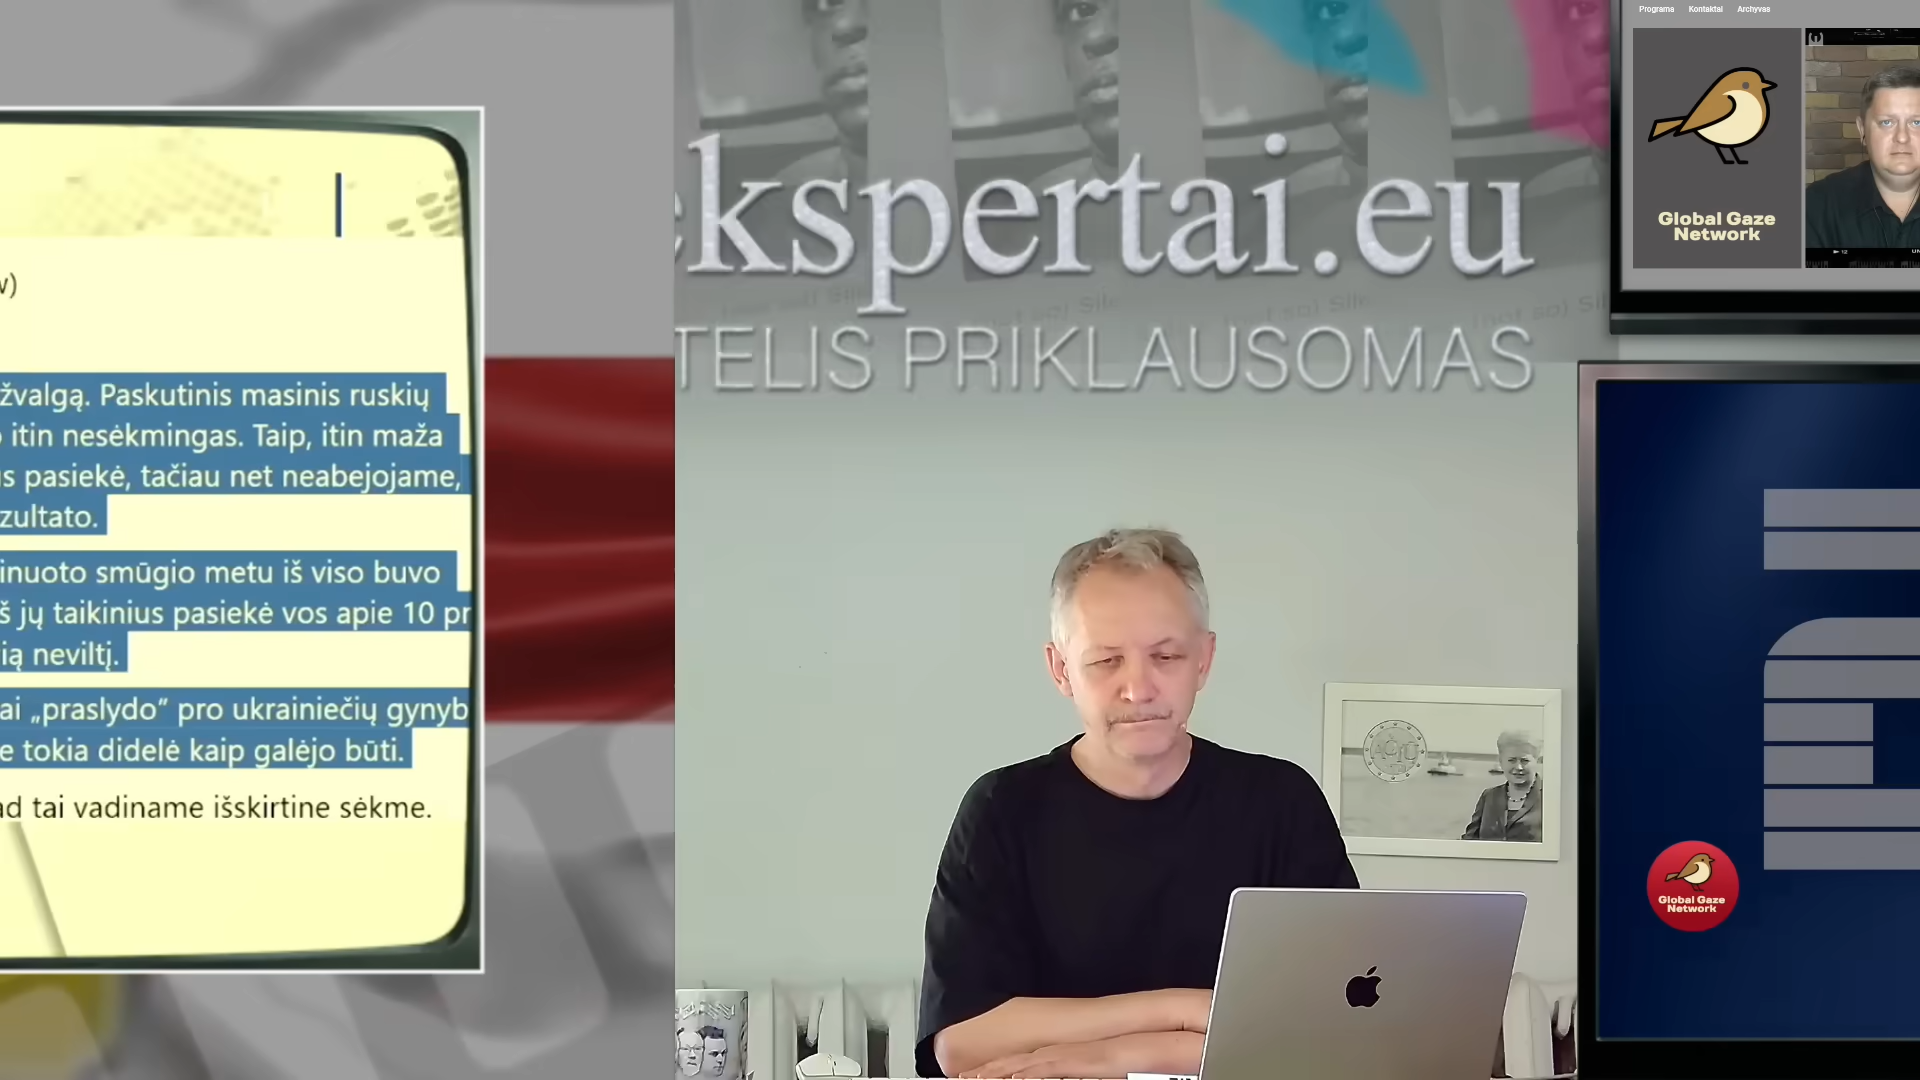 w)
žvalgą. Paskutinis masinis ruskių
itin nesėkmingas. Taip, itin maža
s pasiekė, tačiau net neabejojame,
zultato.
inuoto smūgio metu iš viso buvo
š jų taikinius pasiekė vos apie 10 pr
ią neviltį.
ai „praslydo” pro ukrainiečių gynyb
e tokia didelė kaip galėjo būti.
ad tai vadiname išskirtine sėkme.
ekspertai.eu
TELIS PRIKLAUSOMAS
AČIŪ
Programa Kontaktai Archyvas
Global Gaze
Network
Global Gaze
Network